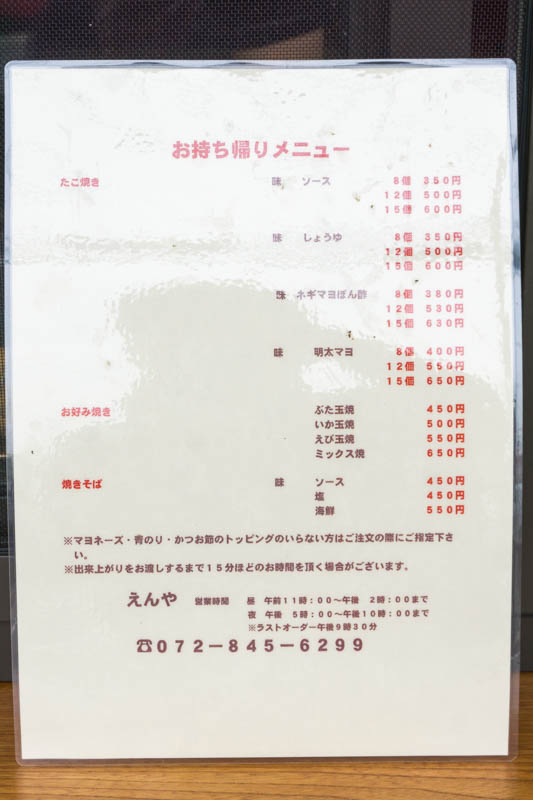 お持ち帰りメニュー
たこ焼き 味 ソース 8個 350円
12個 500円
15個 600円
味 しょうゆ 8個 350円
12個 500円
15個 600円
味 ネギマヨぽん酢 8個 380円
12個 530円
15個 630円
味 明太マヨ 8個 400円
12個 550円
15個 650円
お好み焼き ぶた玉焼 450円
いか玉焼 500円
えび玉焼 550円
ミックス焼 650円
焼きそば 味 ソース 450円
塩 450円
海鮮 550円
※マヨネーズ・青のり・かつお節のトッピングのいらない方はご注文の際にご指定下さ
い。
※出来上がりをお渡しするまで15分ほどのお時間を頂く場合がございます。
えんや 営業時間 昼 午前11時:00〜午後 2時:00まで
夜 午後 5時:00〜午後10時:00まで
※ラストオーダー午後9時30分
☎072－845－6299